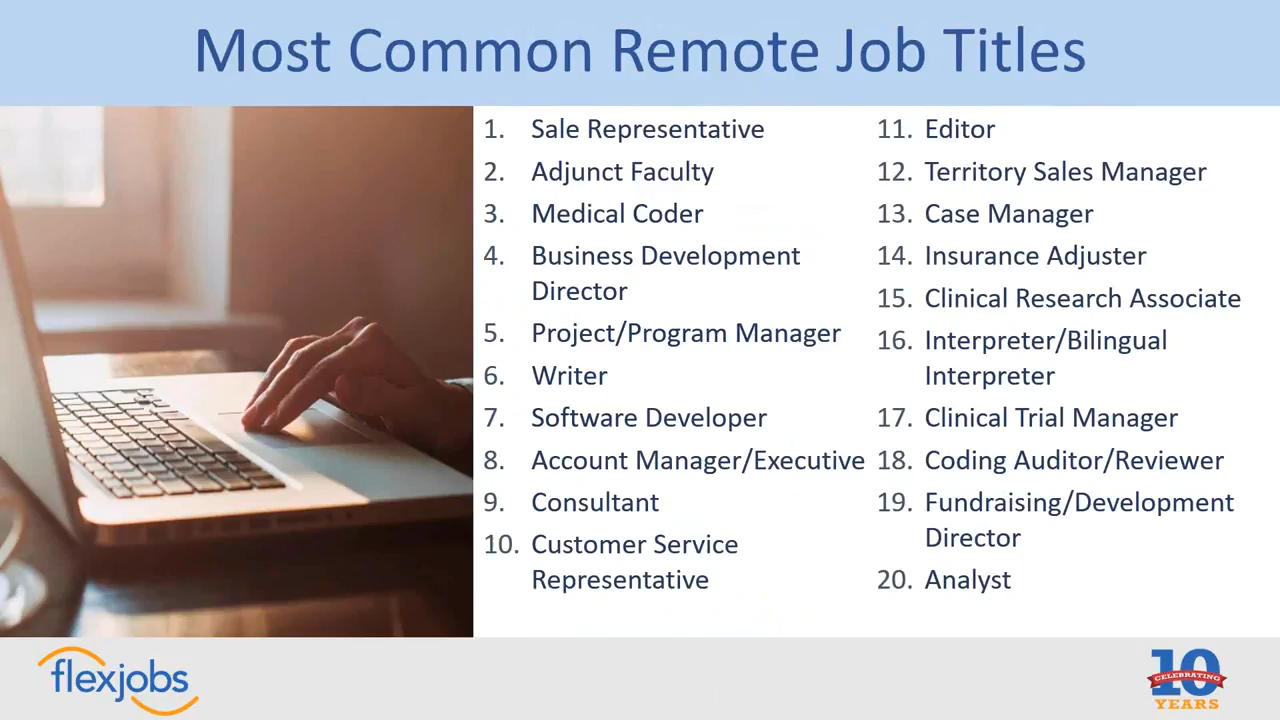 Most Common Remote Job Titles
1. Sale Representative
2. Adjunct Faculty
3. Medical Coder
4. Business Development
Director
5. Project/Program Manager
6. Writer
7. Software Developer
8. Account Manager/Executive
9. Consultant
10. Customer Service
Representative
11. Editor
12. Territory Sales Manager
13. Case Manager
14. Insurance Adjuster
15. Clinical Research Associate
16. Interpreter/Bilingual
Interpreter
17. Clinical Trial Manager
18. Coding Auditor/Reviewer
19. Fundraising/Development
Director
20. Analyst
flexjobs
10
CELEBRATING
YEARS